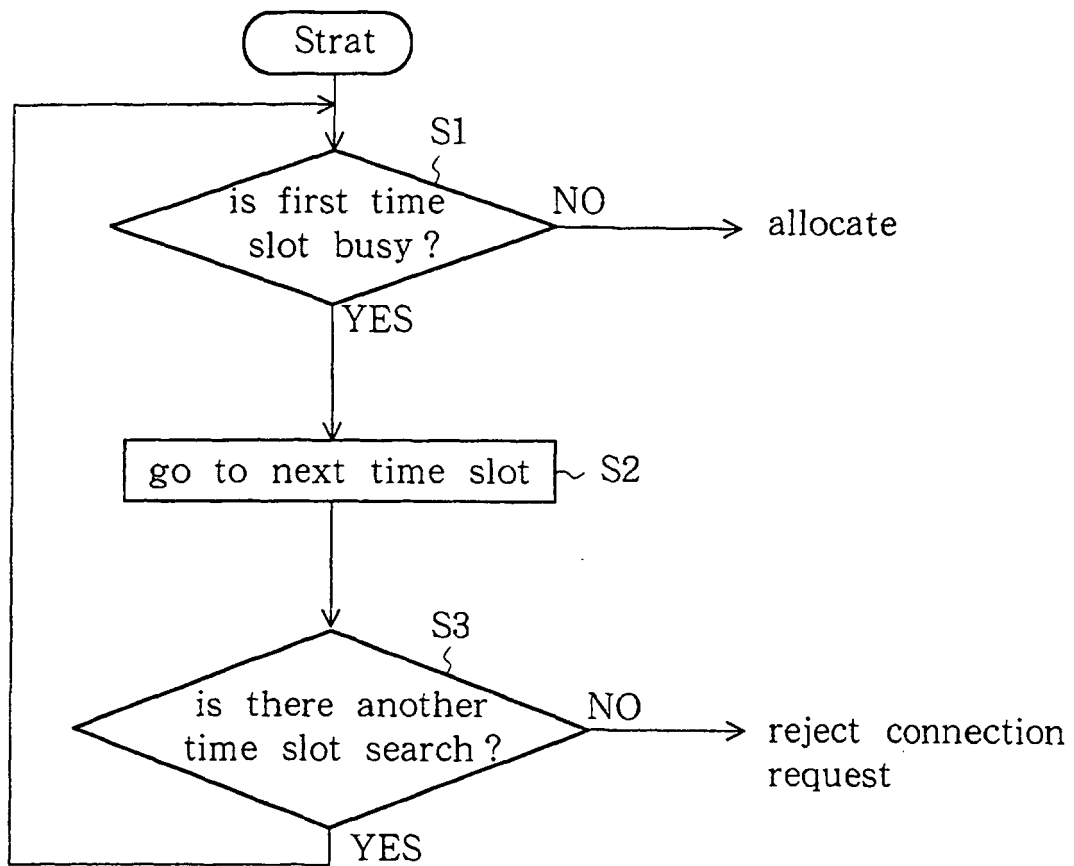 Strat
S1
is first time
slot busy?
NO
allocate
YES
go to next time slot
S2
S3
is there another
time slot search?
NO
reject connection
request
YES